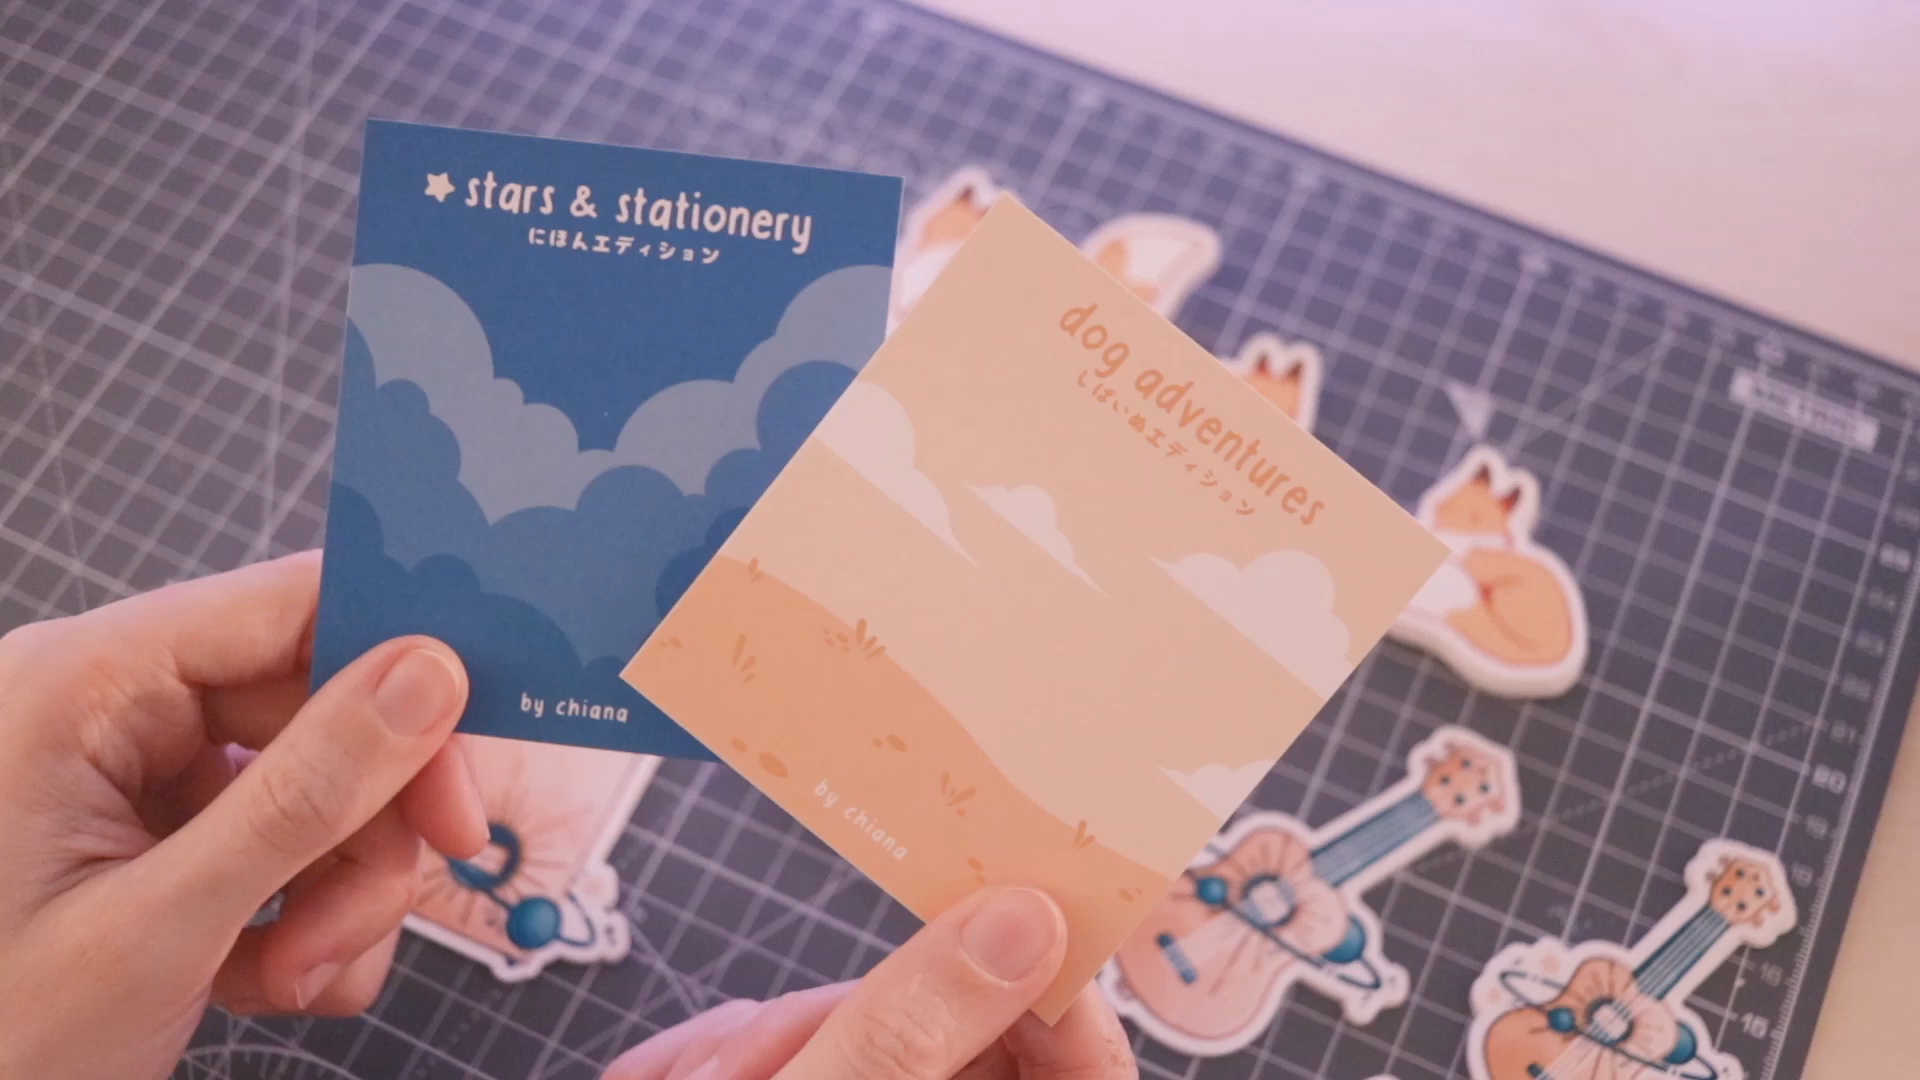 stars & stationery
にほんエディション
by chiana
dog adventures
しばいぬエディション
by chiana